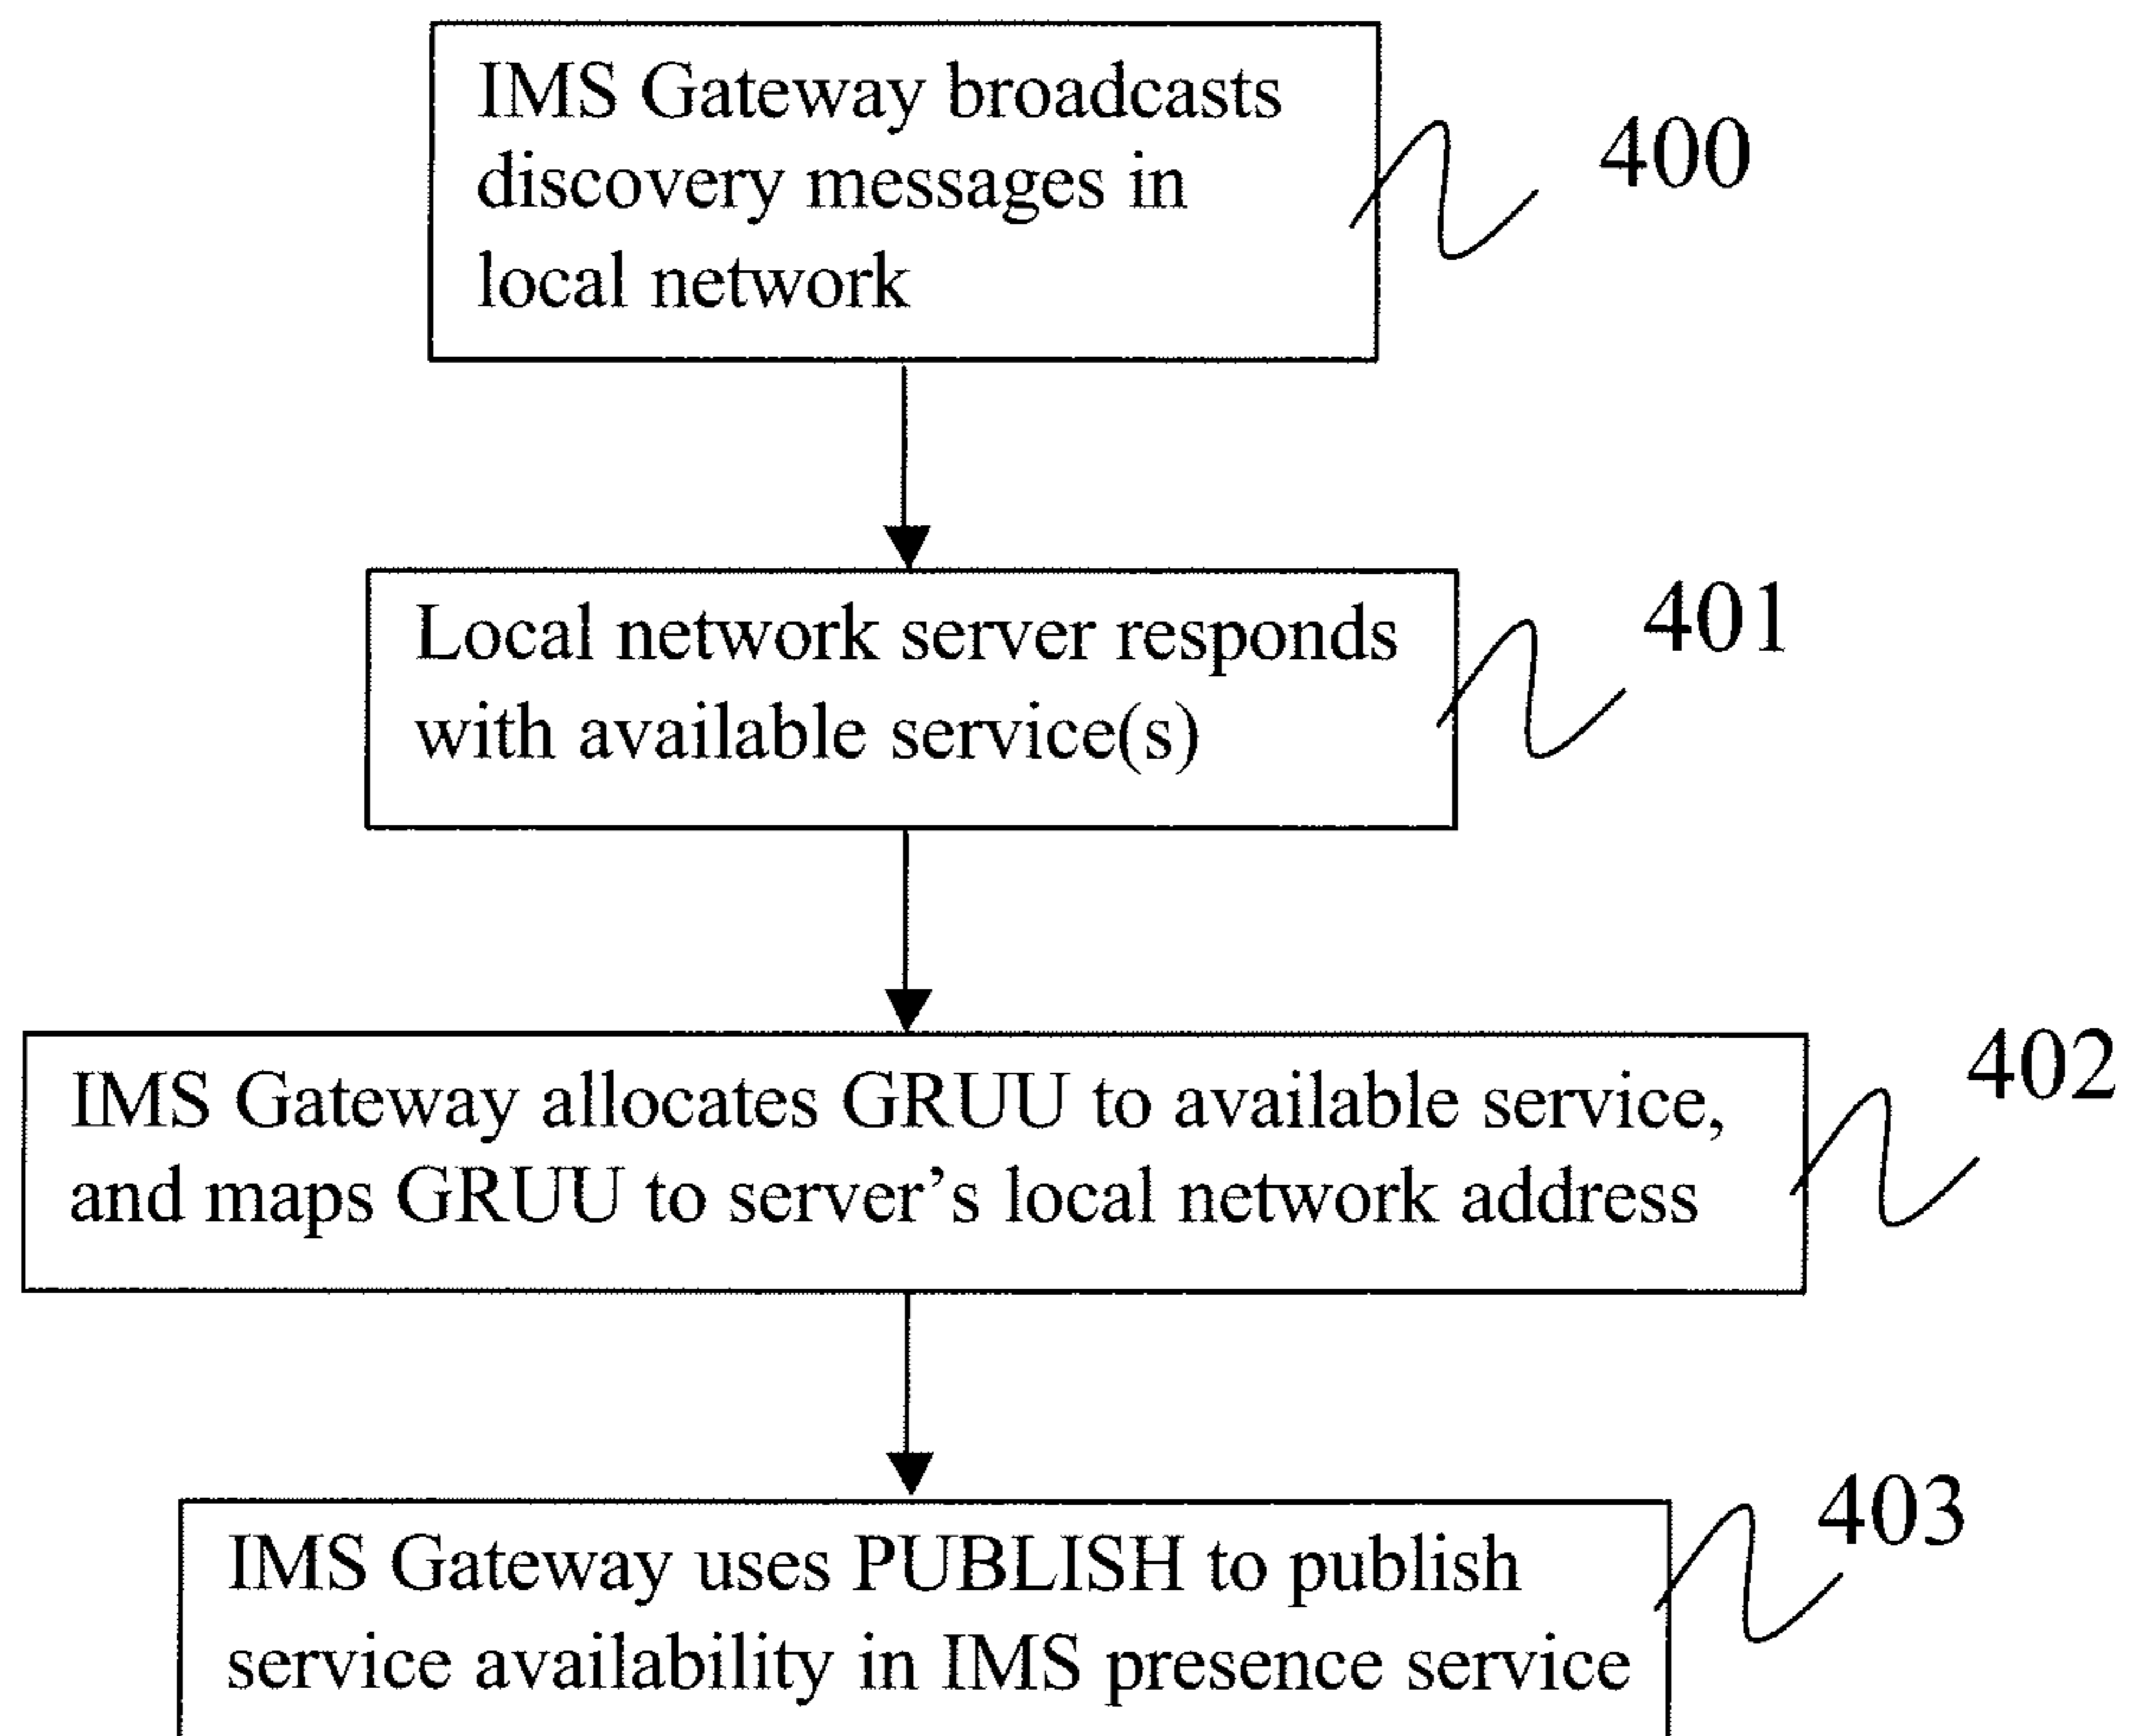 IMS Gateway broadcasts
discovery messages in
local network
400
Local network server responds
with available service(s)
401
IMS Gateway allocates GRUU to available service,
and maps GRUU to server’s local network address
402
IMS Gateway uses PUBLISH to publish
service availability in IMS presence service
403